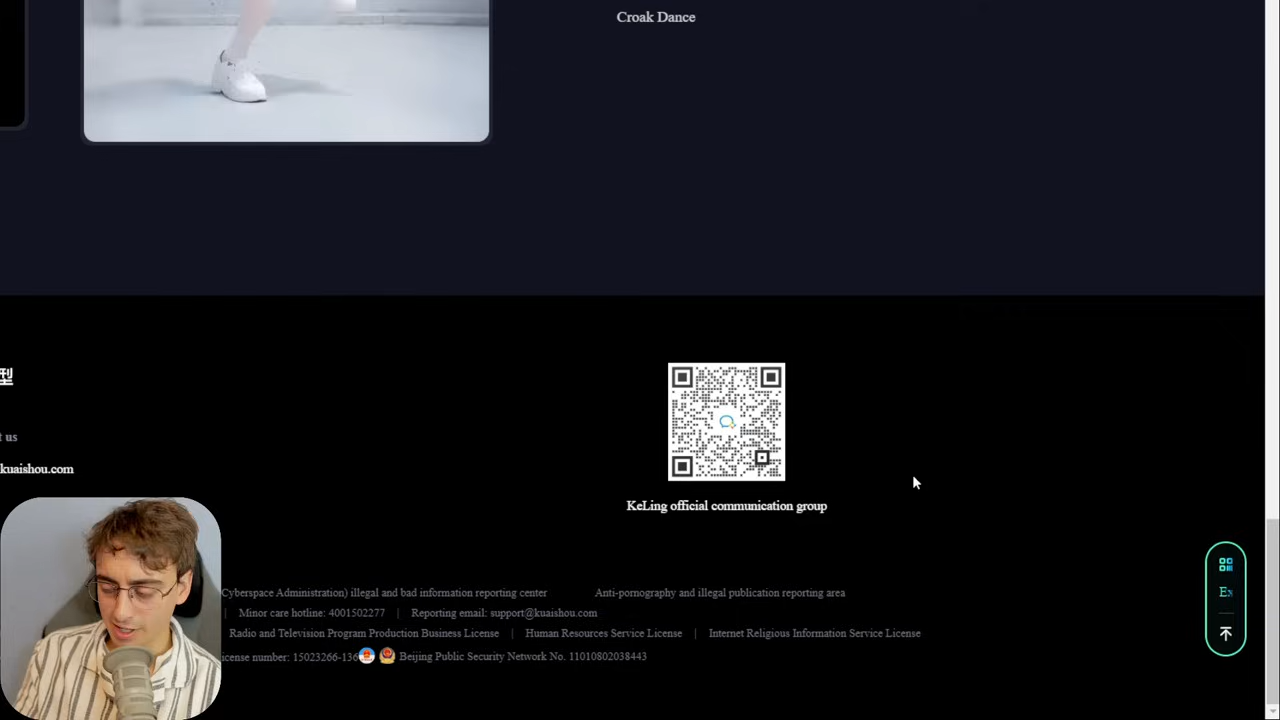 Croak Dance
型
t us
kuaishou.com
KeLing official communication group
Cyberspace Administration) illegal and bad information reporting center Anti-pornography and illegal publication reporting area
| Minor care hotline: 4001502277 | Reporting email: support@kuaishou.com
Radio and Television Program Production Business License | Human Resources Service License | Internet Religious Information Service License
icense number: 15023266-136 Beijing Public Security Network No. 11010802038443